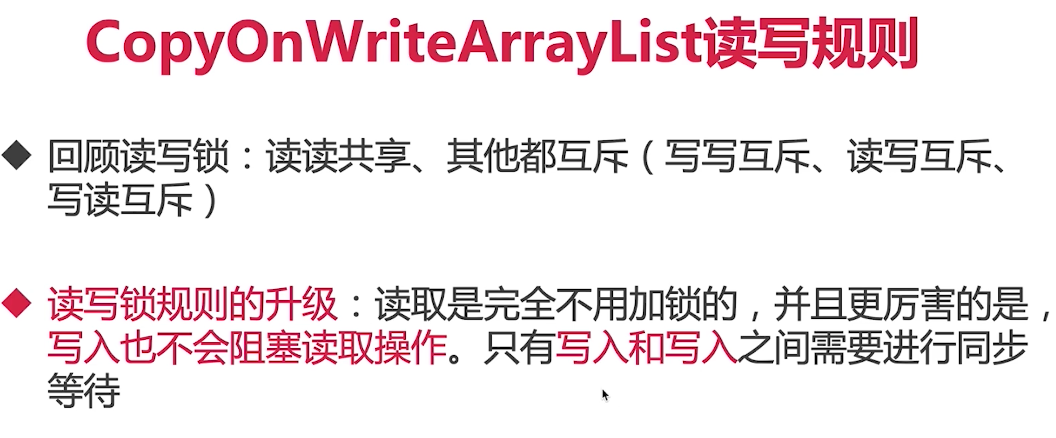 CopyOnWriteArrayList读写规则
回顾读写锁：读读共享、其他都互斥（写写互斥、读写互斥、
写读互斥）
读写锁规则的升级：读取是完全不用加锁的，并且更厉害的是，
写入也不会阻塞读取操作。只有写入和写入之间需要进行同步
等待